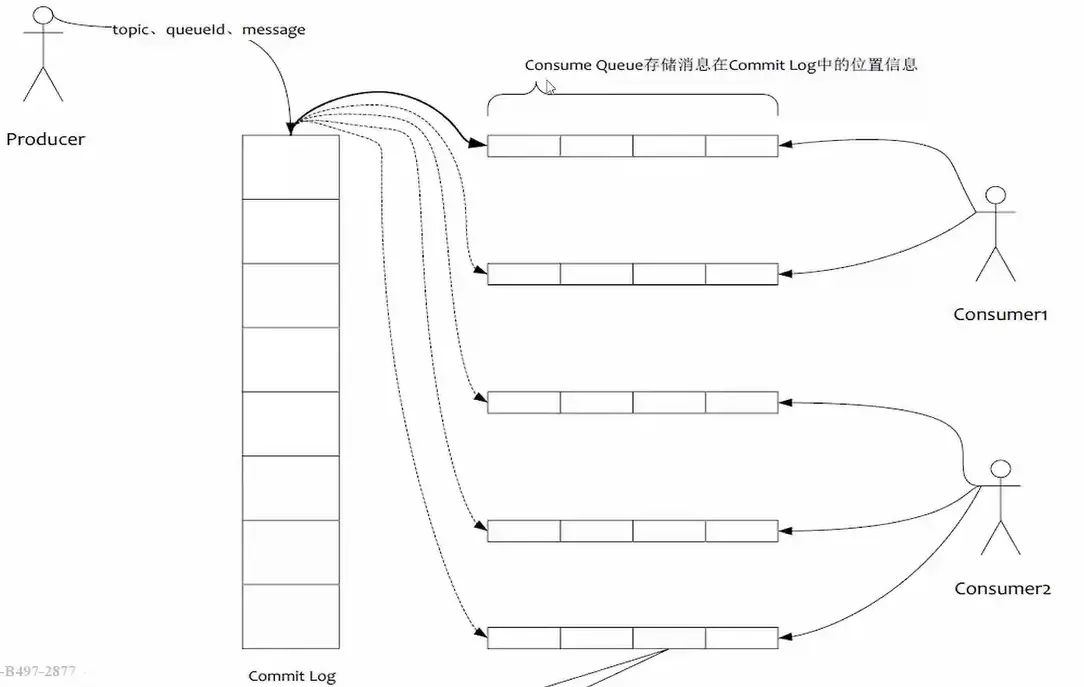 topic、queueId、message
Consume Queue存储消息在Commit Log中的位置信息
Producer
Consumer1
Consumer2
-B497-2877
Commit Log